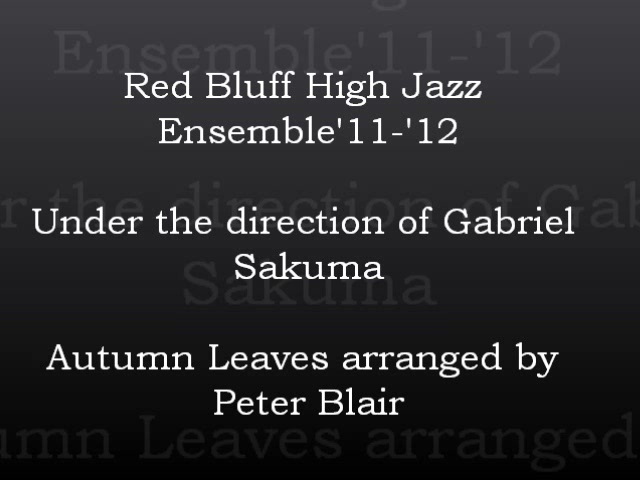 Red Bluff High Jazz
Ensemble'11-'12
Under the direction of Gabriel
Sakuma
Autumn Leaves arranged by
Peter Blair